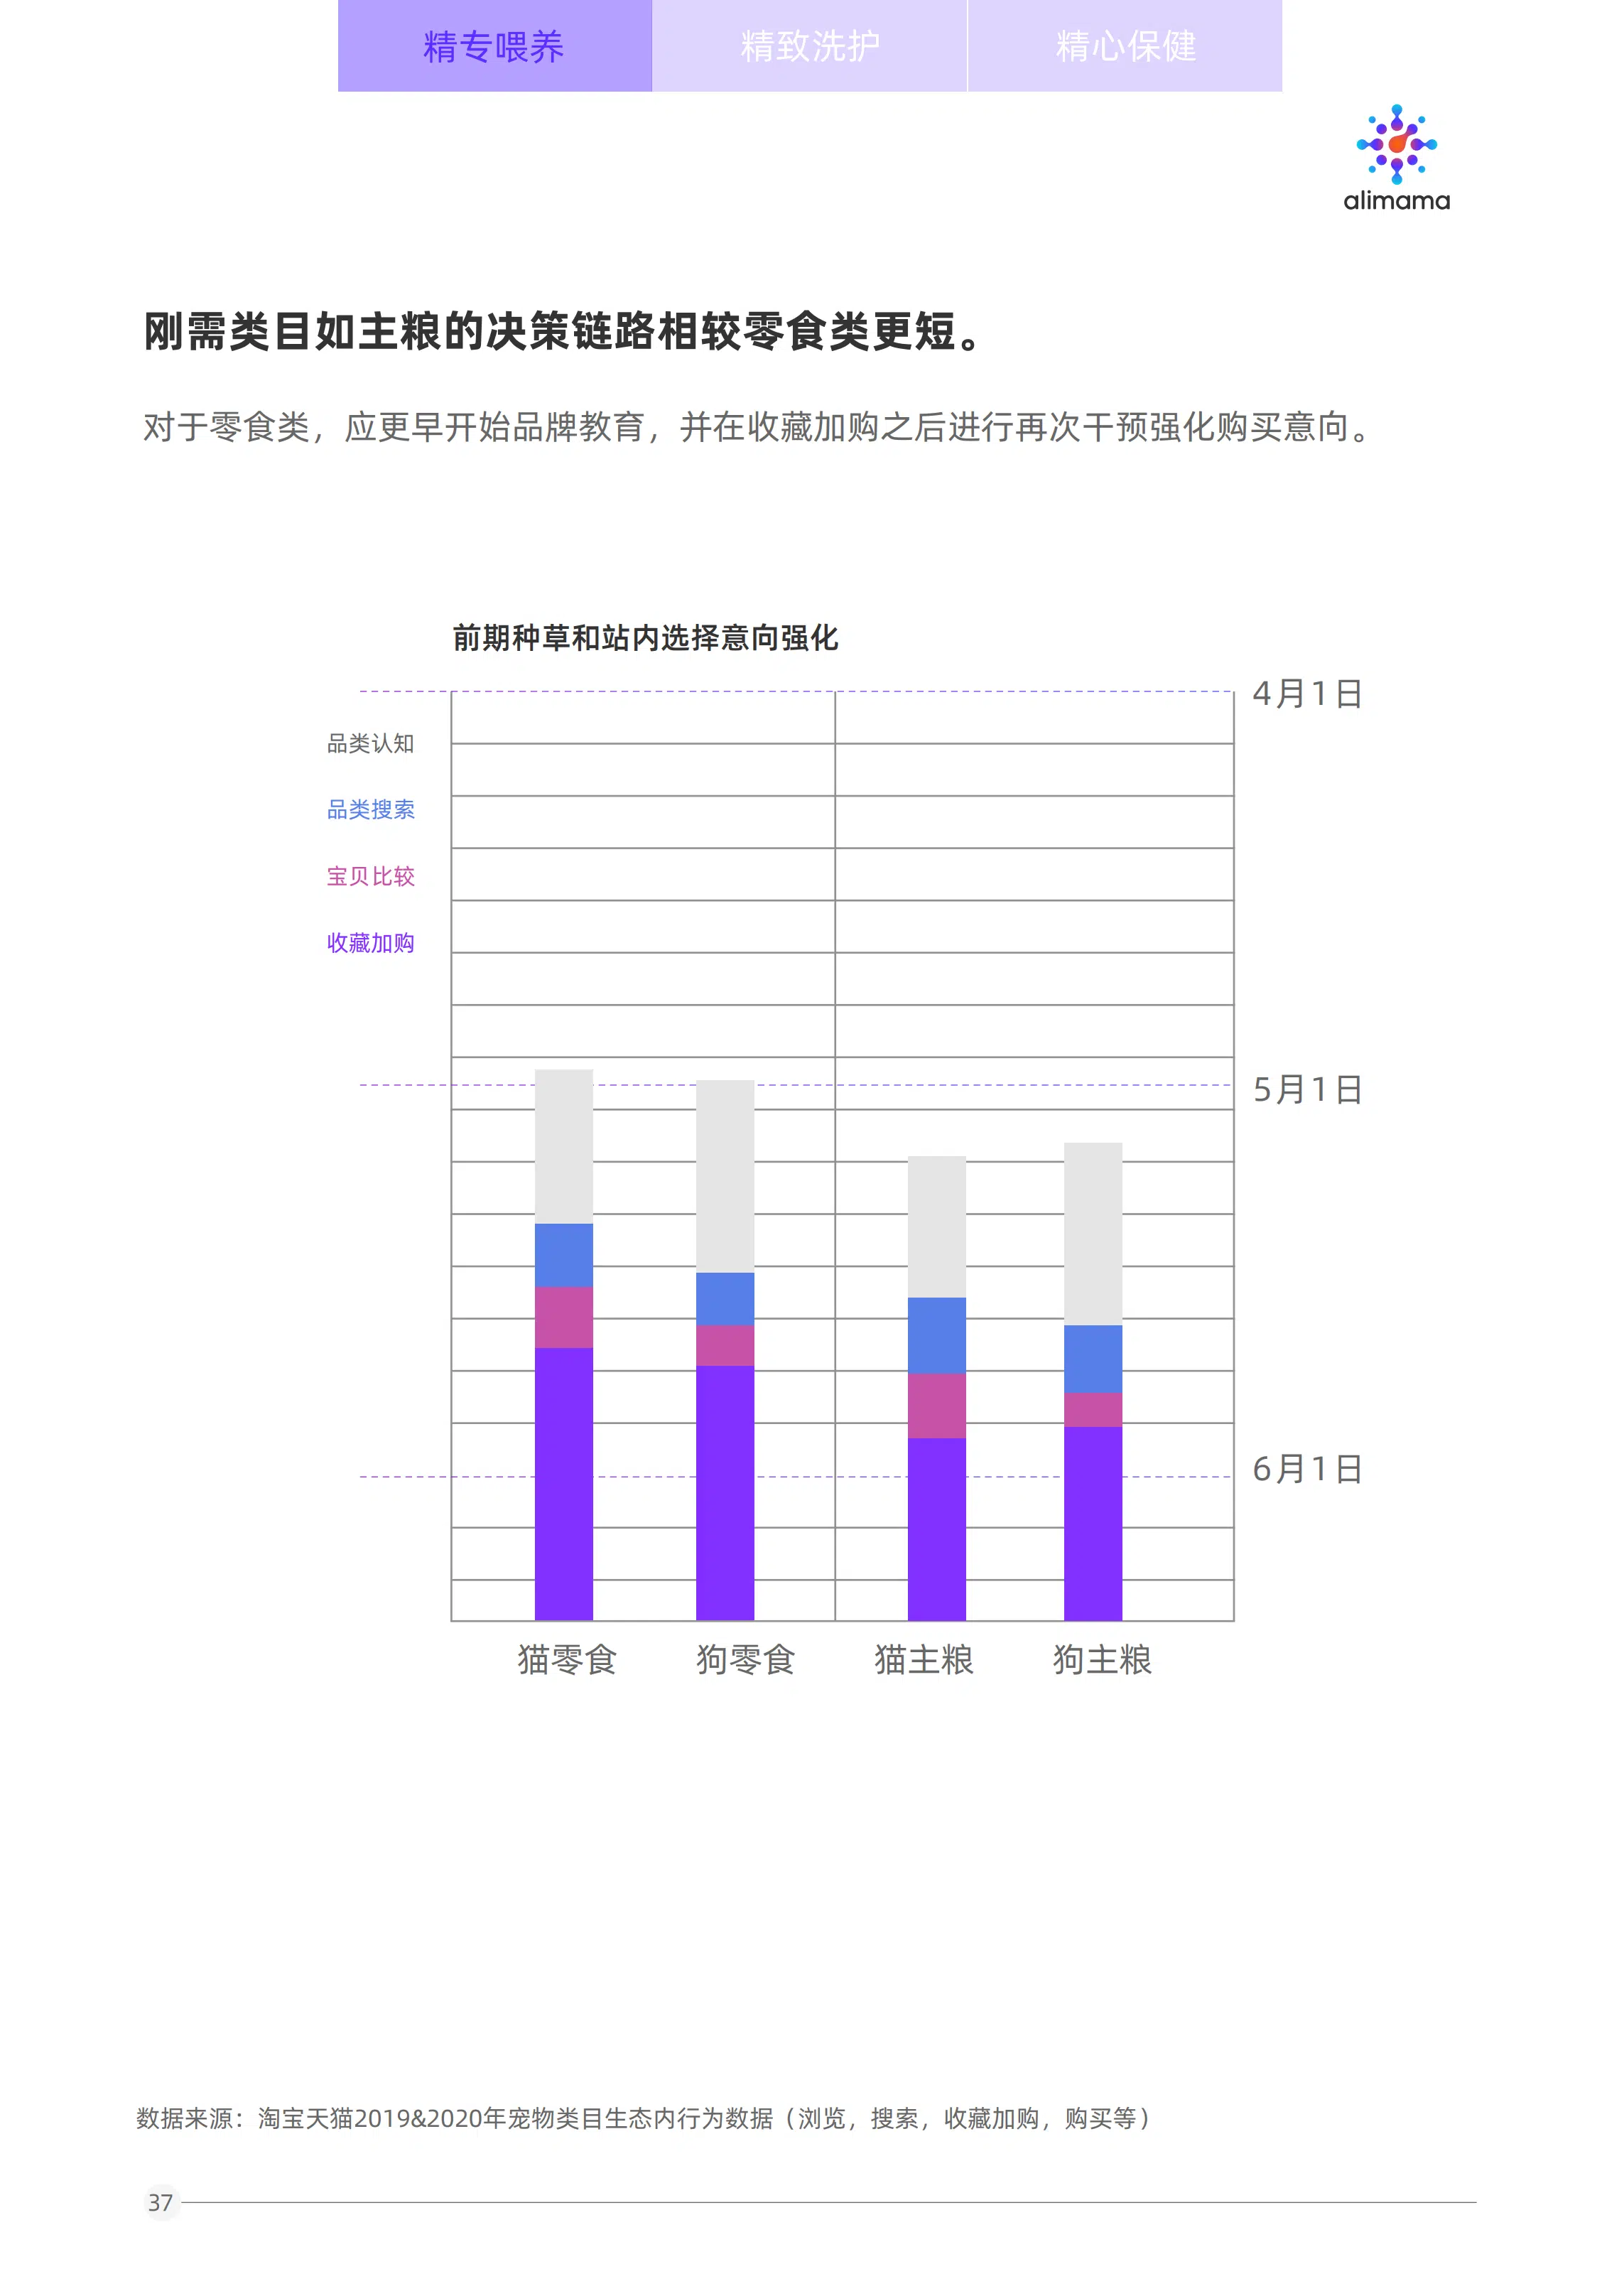 精专喂养
精致洗护
精心保健
alimama
刚需类目如主粮的决策链路相较零食类更短。
对于零食类，应更早开始品牌教育，并在收藏加购之后进行再次干预强化购买意向。
前期种草和站内选择意向强化
4月1日
品类认知
品类搜索
宝贝比较
收藏加购
5月1日
6月1日
猫零食
狗零食
猫主粮
狗主粮
数据来源：淘宝天猫2019&2020年宠物类目生态内行为数据（浏览，搜索，收藏加购，购买等）
37